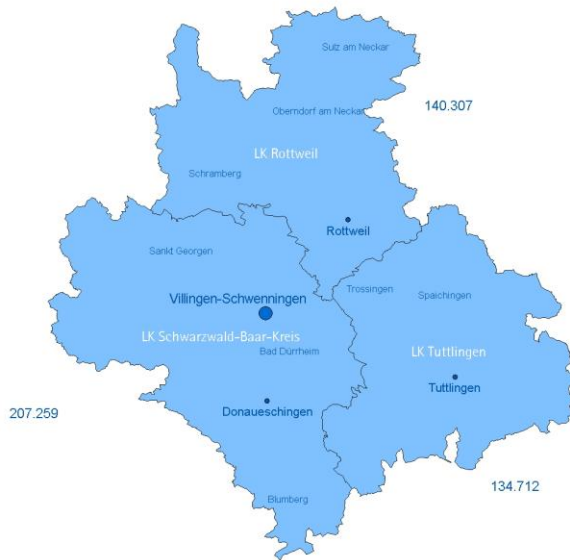 Sulz am Neckar
Oberndorf am Neckar
140.307
LK Rottweil
Schramberg
Rottweil
Sankt Georgen
Trossingen
Spaichingen
Villingen-Schwenningen
LK Schwarzwald-Baar-Kreis
Bad Dürrheim
LK Tuttlingen
Tuttlingen
207.259
Donaueschingen
134.712
Blumberg